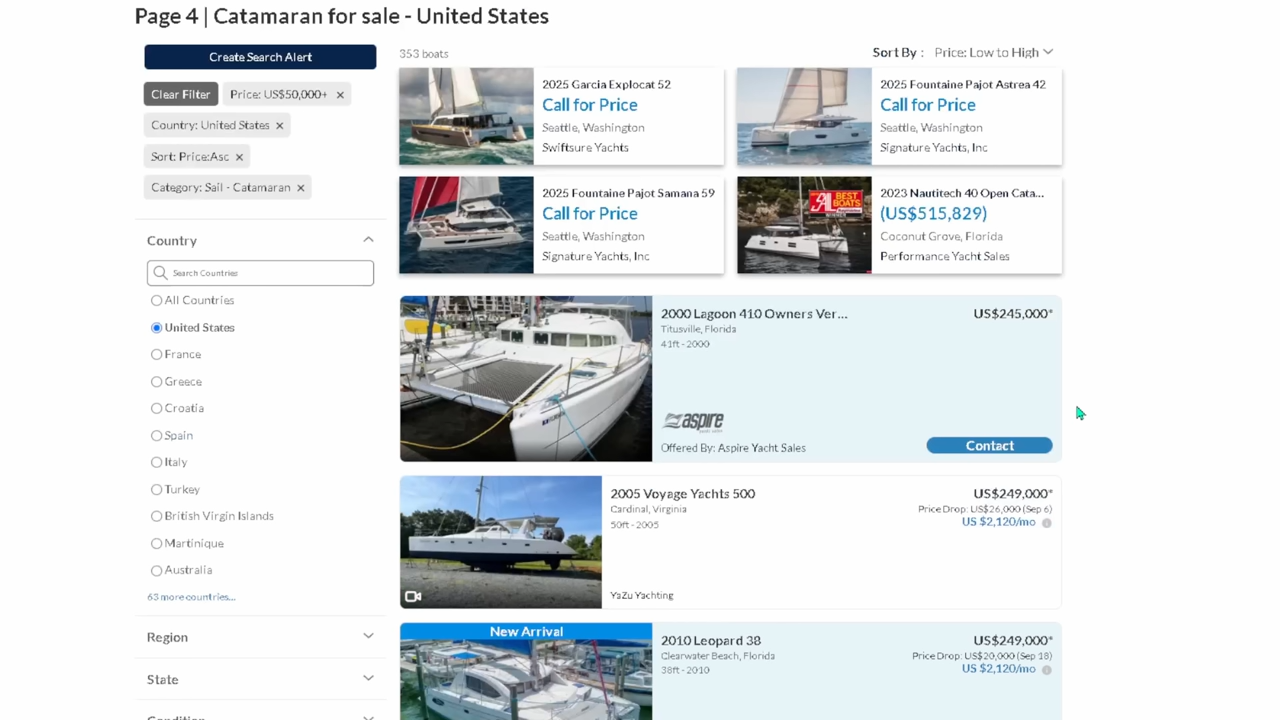 Page 4 | Catamaran for sale - United States
Create Search Alert
Clear Filter
Price: US$50,000+ ×
Country: United States ×
Sort: Price:Asc ×
Category: Sail - Catamaran ×
Country
Search Countries
All Countries
United States
France
Greece
Croatia
Spain
Italy
Turkey
British Virgin Islands
Martinique
Australia
63 more countries...
Region
State
Condition
353 boats
Sort By : Price: Low to High
2025 Garcia Explocat 52
Call for Price
Seattle, Washington
Swiftsure Yachts
2025 Fountaine Pajot Astrea 42
Call for Price
Seattle, Washington
Signature Yachts, Inc
2025 Fountaine Pajot Samana 59
Call for Price
Seattle, Washington
Signature Yachts, Inc
BEST
BOATS
2023 Nautitech 40 Open Cata...
(US$515,829)
Coconut Grove, Florida
Performance Yacht Sales
2000 Lagoon 410 Owners Ver...
US$245,000*
Titusville, Florida
41ft - 2000
aspire
Offered By: Aspire Yacht Sales
Contact
2005 Voyage Yachts 500
US$249,000*
Cardinal, Virginia
Price Drop: US$26,000 (Sep 6)
50ft - 2005
US $2,120/mo
YaZu Yachting
New Arrival
2010 Leopard 38
US$249,000*
Clearwater Beach, Florida
Price Drop: US$20,000 (Sep 18)
38ft - 2010
US $2,120/mo